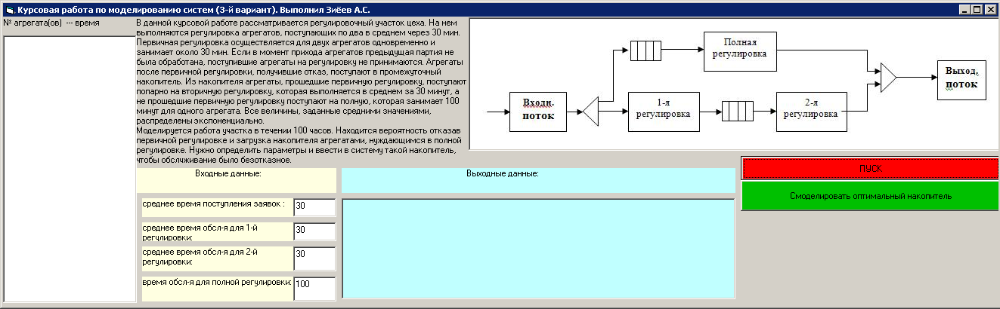 Курсовая работа по моделированию систем (3-й вариант). Выполнил Зиёев А.С.
№ агрегата(ов) --- время
В данной курсовой работе рассматривается регулировочный участок цеха. На нем
выполняются регулировка агрегатов, поступающих по два в среднем через 30 мин.
Первичная регулировка осуществляется для двух агрегатов одновременно и
занимает около 30 мин. Если в момент прихода агрегатов предыдущая партия не
была обработана, поступившие агрегаты на регулировку не принимаются. Агрегаты
после первичной регулировки, получившие отказ, поступают в промежуточный
накопитель. Из накопителя агрегаты, прошедшие первичную регулировку, поступают
попарно на вторичную регулировку, которая выполняется в среднем за 30 минут, а
не прошедшие первичную регулировку поступают на полную, которая занимает 100
минут для одного агрегата. Все величины, заданные средними значениями,
распределены экспоненциально.
Моделируется работа участка в течении 100 часов. Находится вероятность отказав
первичной регулировке и загрузка накопителя агрегатами, нуждающимся в полной
регулировке. Нужно определить параметры и ввести в систему такой накопитель,
чтобы обслчживание было безотказное.
Полная
регулировка
Входн.
поток
1-я
регулировка
2-я
регулировка
Выход.
поток
Входные данные:
Выходные данные:
ПУСК
Смоделировать оптимальный накопитель
среднее время поступления заявок :
30
среднее время обсл-я для 1-й
регулировки:
30
среднее время обсл-я для 2-й
регулировки:
30
время обсл-я для полной регулировки:
100